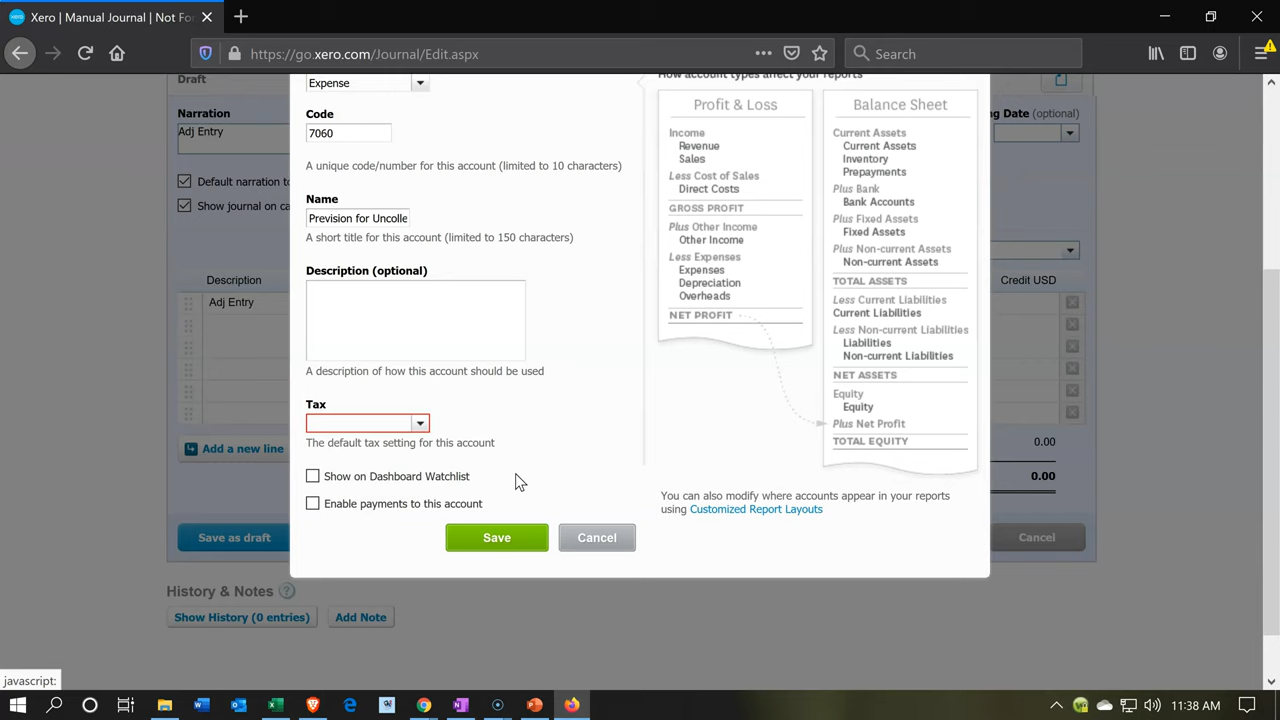 Xero | Manual Journal | Not For
https://go.xero.com/Journal/Edit.aspx
Search
Draft
How account types affect your reports
Expense
Narration
Code
Profit & Loss
Balance Sheet
ng Date (optional)
Adj Entry
7060
Income
Revenue
Sales
Less Cost of Sales
Direct Costs
GROSS PROFIT
Plus Other Income
Other Income
Less Expenses
Expenses
Depreciation
Overheads
NET PROFIT
Current Assets
Current Assets
Inventory
Prepayments
Plus Bank
Bank Accounts
Plus Fixed Assets
Fixed Assets
Plus Non-current Assets
Non-current Assets
TOTAL ASSETS
Less Current Liabilities
Current Liabilities
Less Non-current Liabilities
Liabilities
Non-current Liabilities
NET ASSETS
Equity
Equity
Plus Net Profit
TOTAL EQUITY
A unique code/number for this account (limited to 10 characters)
Default narration to
Show journal on ca
Name
Prevision for Uncolle
A short title for this account (limited to 150 characters)
Description (optional)
A description of how this account should be used
Description
Credit USD
Adj Entry
Tax
The default tax setting for this account
Add a new line
0.00
0.00
Show on Dashboard Watchlist
Enable payments to this account
You can also modify where accounts appear in your reports
using Customized Report Layouts
Save as draft
Save
Cancel
Cancel
History & Notes
Show History (0 entries)
Add Note
javascript:
11:38 AM